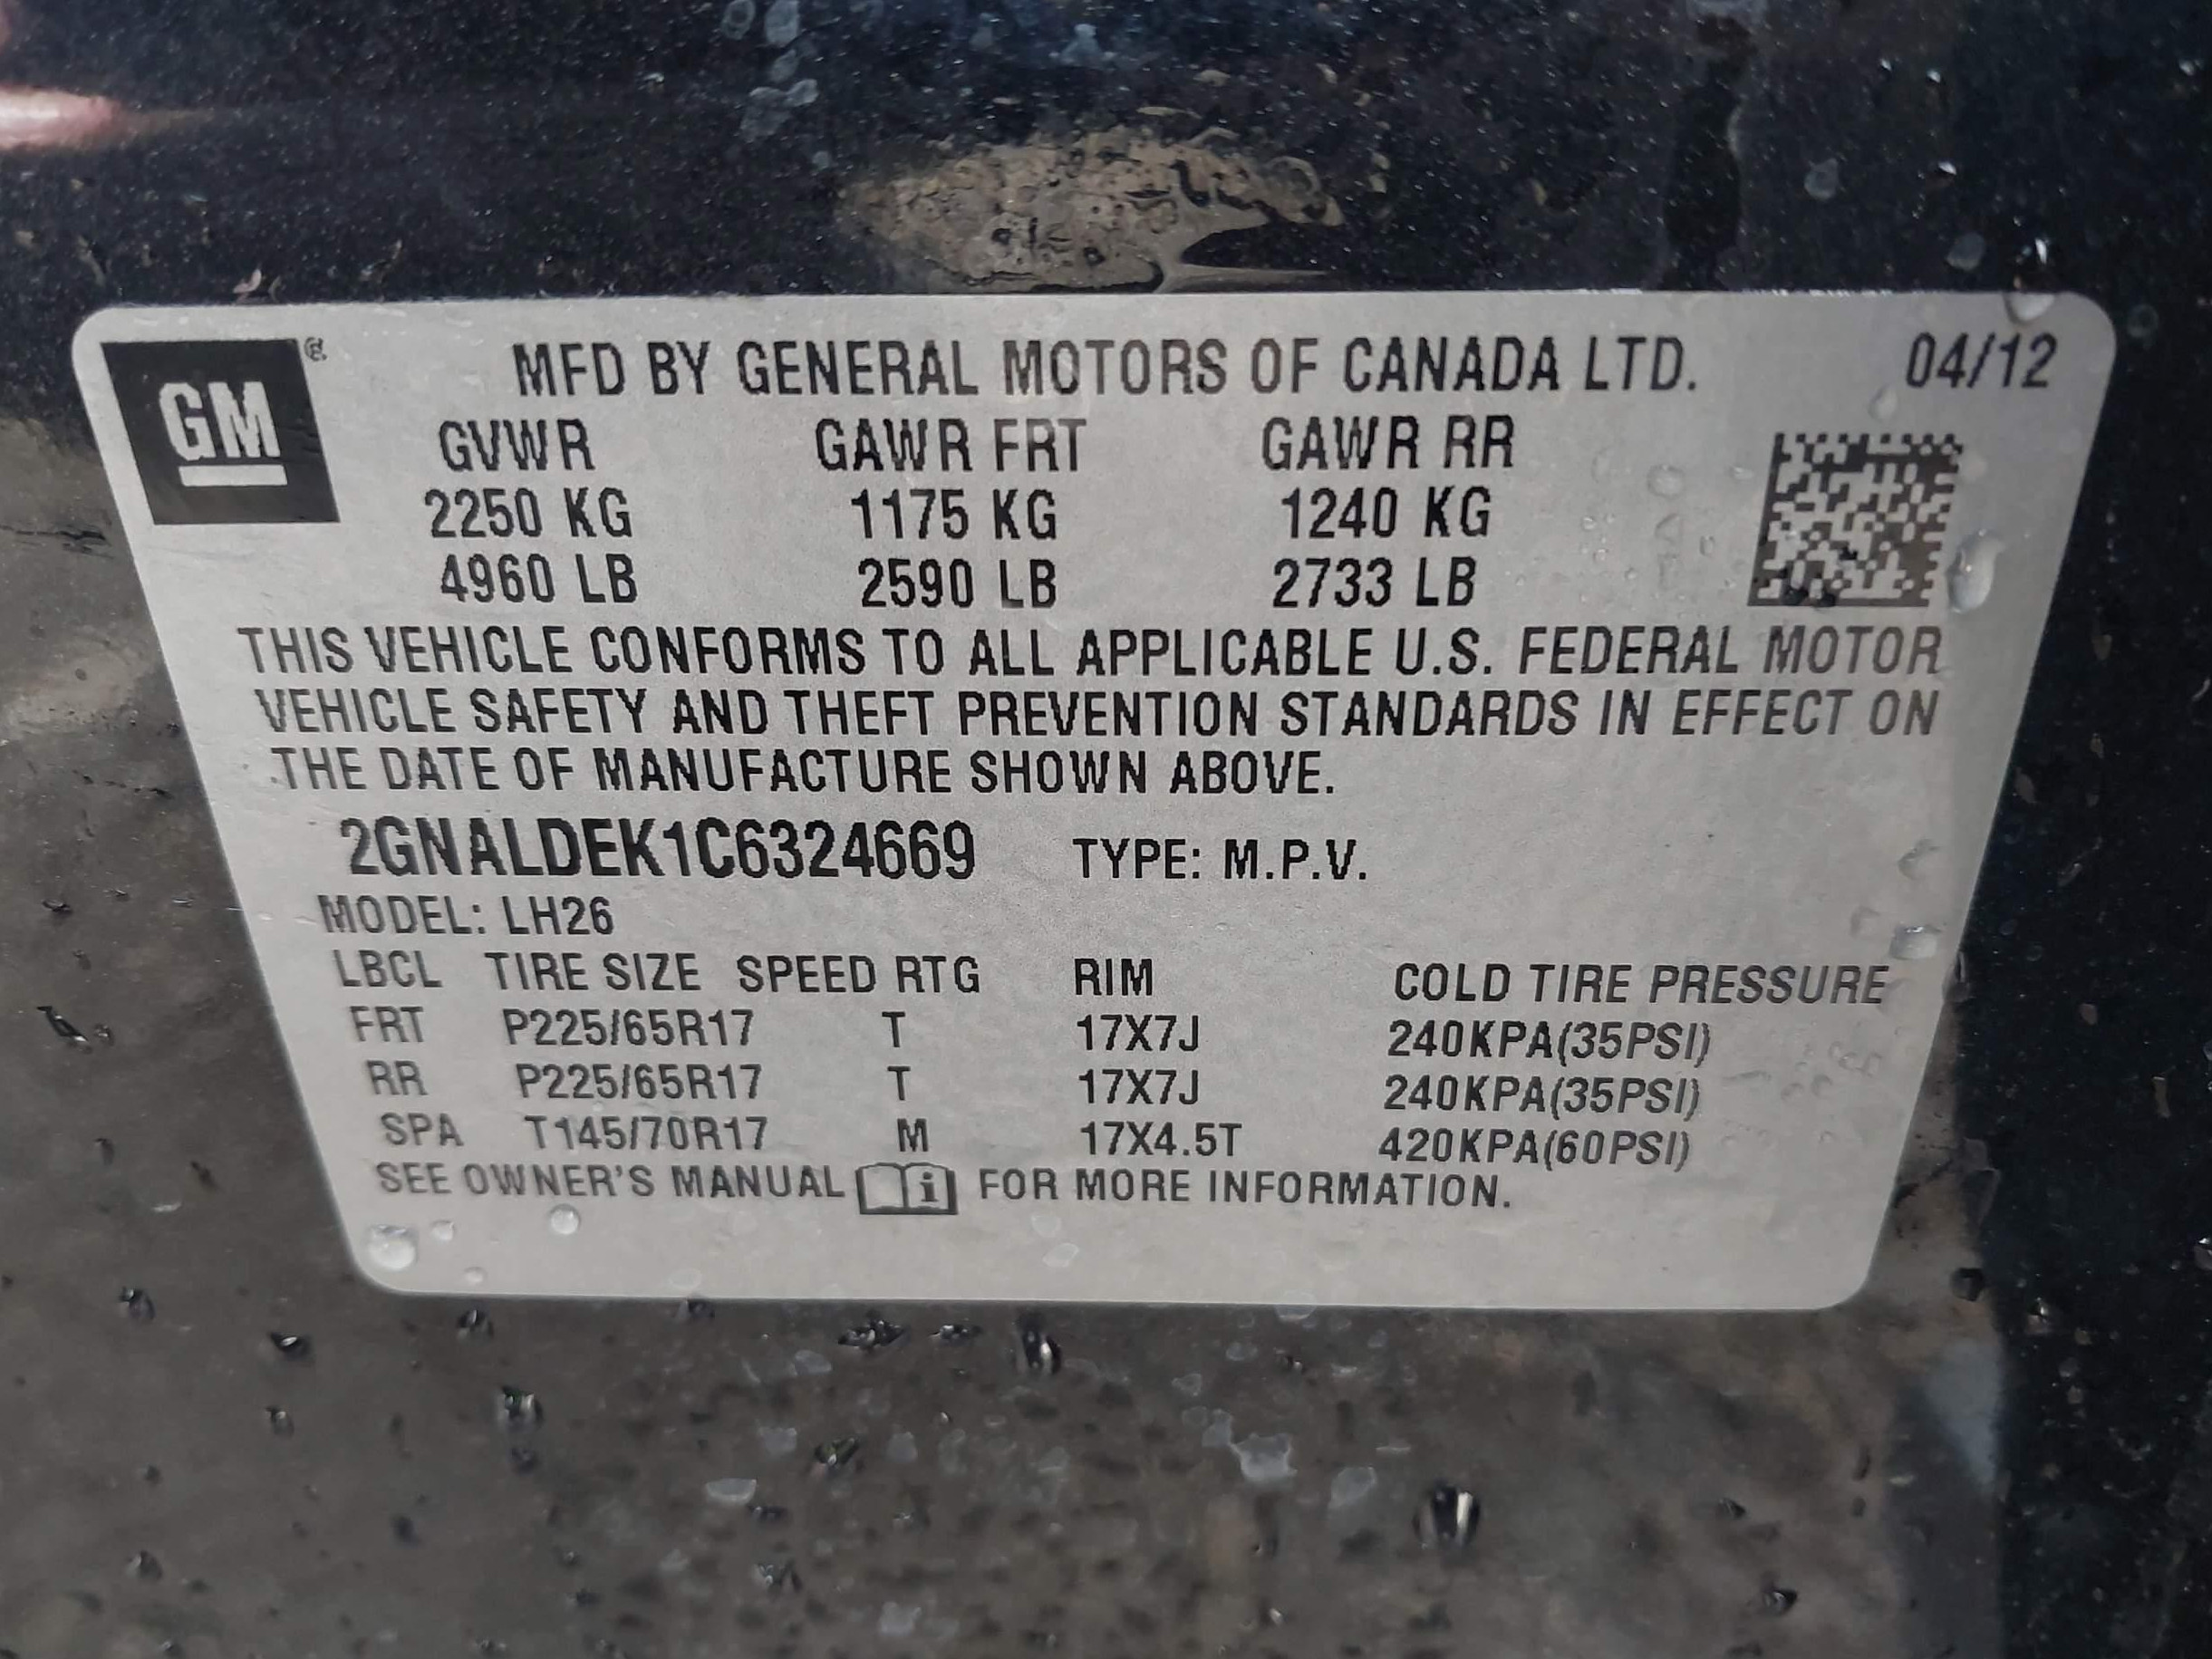 GM ®
MFD BY GENERAL MOTORS OF CANADA LTD. 04/12
GVWR GAWR FRT GAWR RR
2250 KG 1175 KG 1240 KG
4960 LB 2590 LB 2733 LB
THIS VEHICLE CONFORMS TO ALL APPLICABLE U.S. FEDERAL MOTOR
VEHICLE SAFETY AND THEFT PREVENTION STANDARDS IN EFFECT ON
THE DATE OF MANUFACTURE SHOWN ABOVE.
2GNALDEK1C6324669 TYPE: M.P.V.
MODEL: LH26
LBCL TIRE SIZE SPEED RTG RIM COLD TIRE PRESSURE
FRT P225/65R17 T 17X7J 240KPA(35PSI)
RR P225/65R17 T 17X7J 240KPA(35PSI)
SPA T145/70R17 M 17X4.5T 420KPA(60PSI)
SEE OWNER'S MANUAL i FOR MORE INFORMATION.